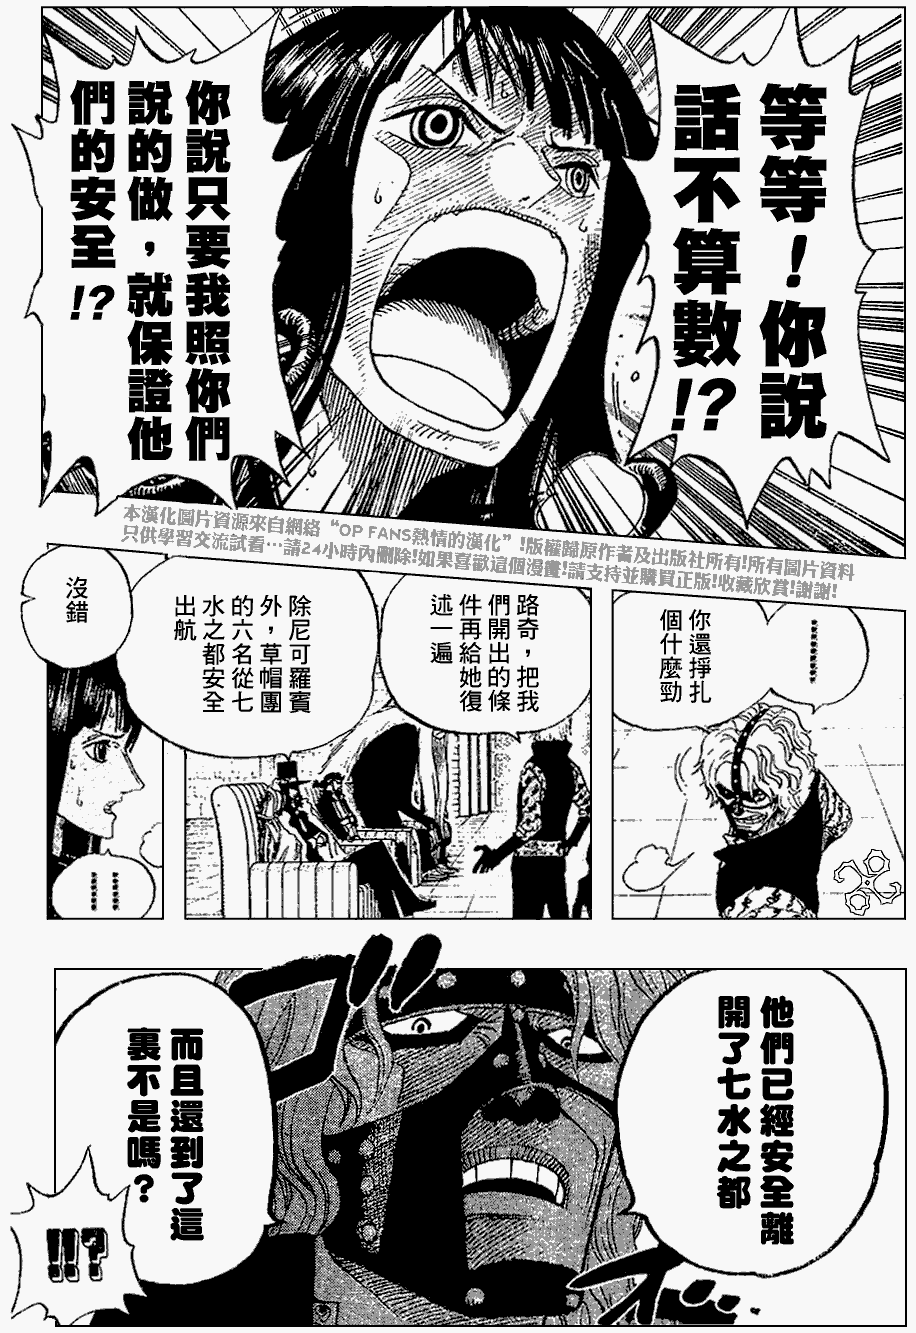 等等！你說
話不算數!?
你說只要我照你們
說的做，就保證他
們的安全!?
本漢化圖片資源來自網絡“OP FANS熱情的漢化”!版權歸原作者及出版社所有!所有圖片資料
只供學習交流試看…請24小時內刪除!如果喜歡這個漫畫!請支持並購買正版!收藏欣賞!謝謝!
………
你還掙扎
個什麼勁
路奇，把我
們開出的條
件再給她復
述一遍
除尼可羅賓
外，草帽團
的六名從七
水之都安全
出航
沒錯
………
………
他們已經安全離
開了七水之都
而且還到了這
裏不是嗎？
!!?